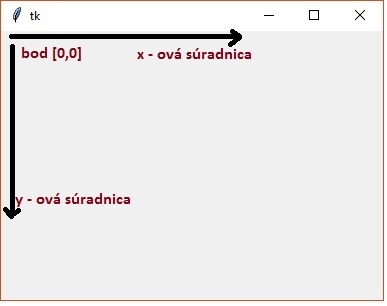 tk
bod [0,0]
x - ová súradnica
y - ová súradnica